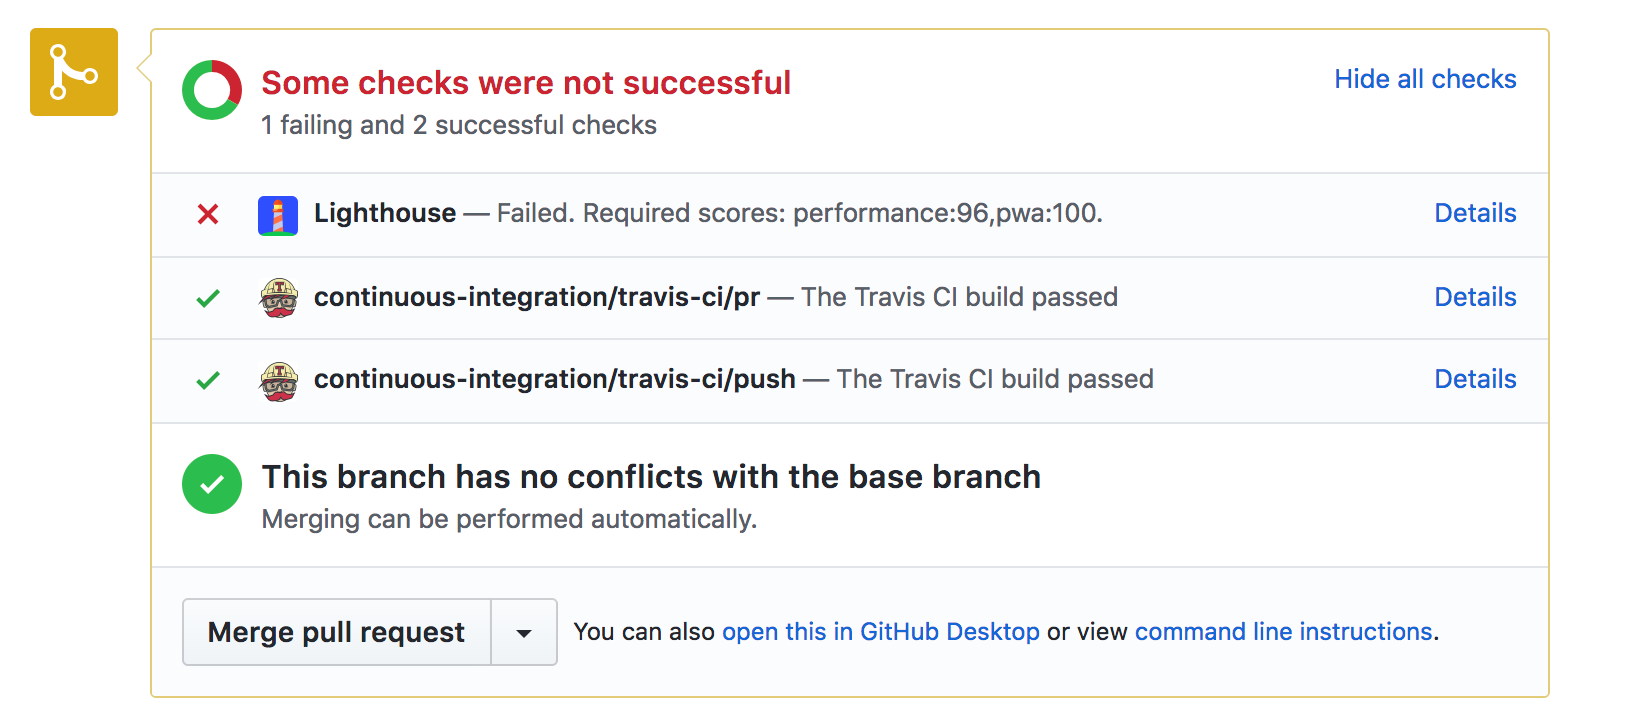 Some checks were not successful
Hide all checks
1 failing and 2 successful checks
Lighthouse — Failed. Required scores: performance:96,pwa:100.
Details
continuous-integration/travis-ci/pr — The Travis CI build passed
Details
continuous-integration/travis-ci/push — The Travis CI build passed
Details
This branch has no conflicts with the base branch
Merging can be performed automatically.
Merge pull request
You can also open this in GitHub Desktop or view command line instructions.